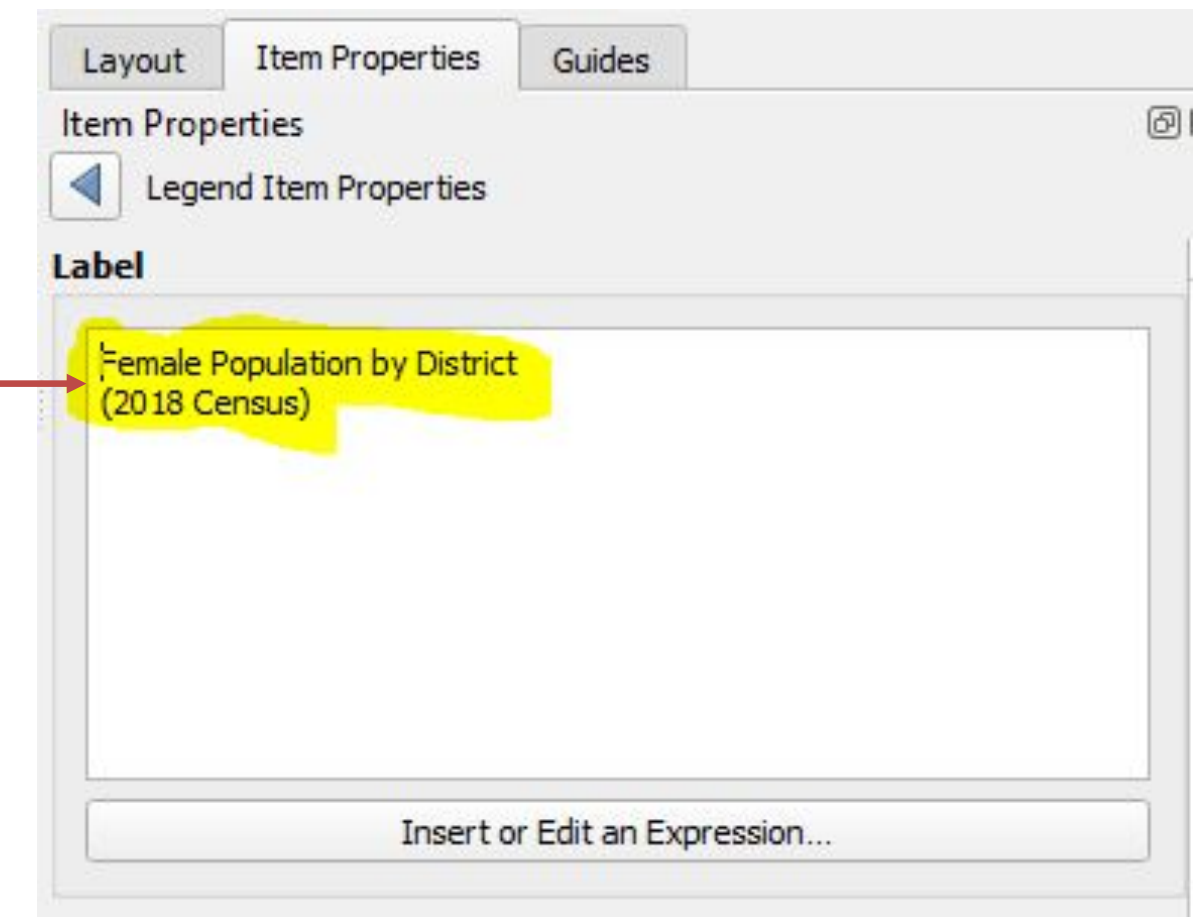 Layout Item Properties Guides
Item Properties
Legend Item Properties
Label
Female Population by District
(2018 Census)
Insert or Edit an Expression...